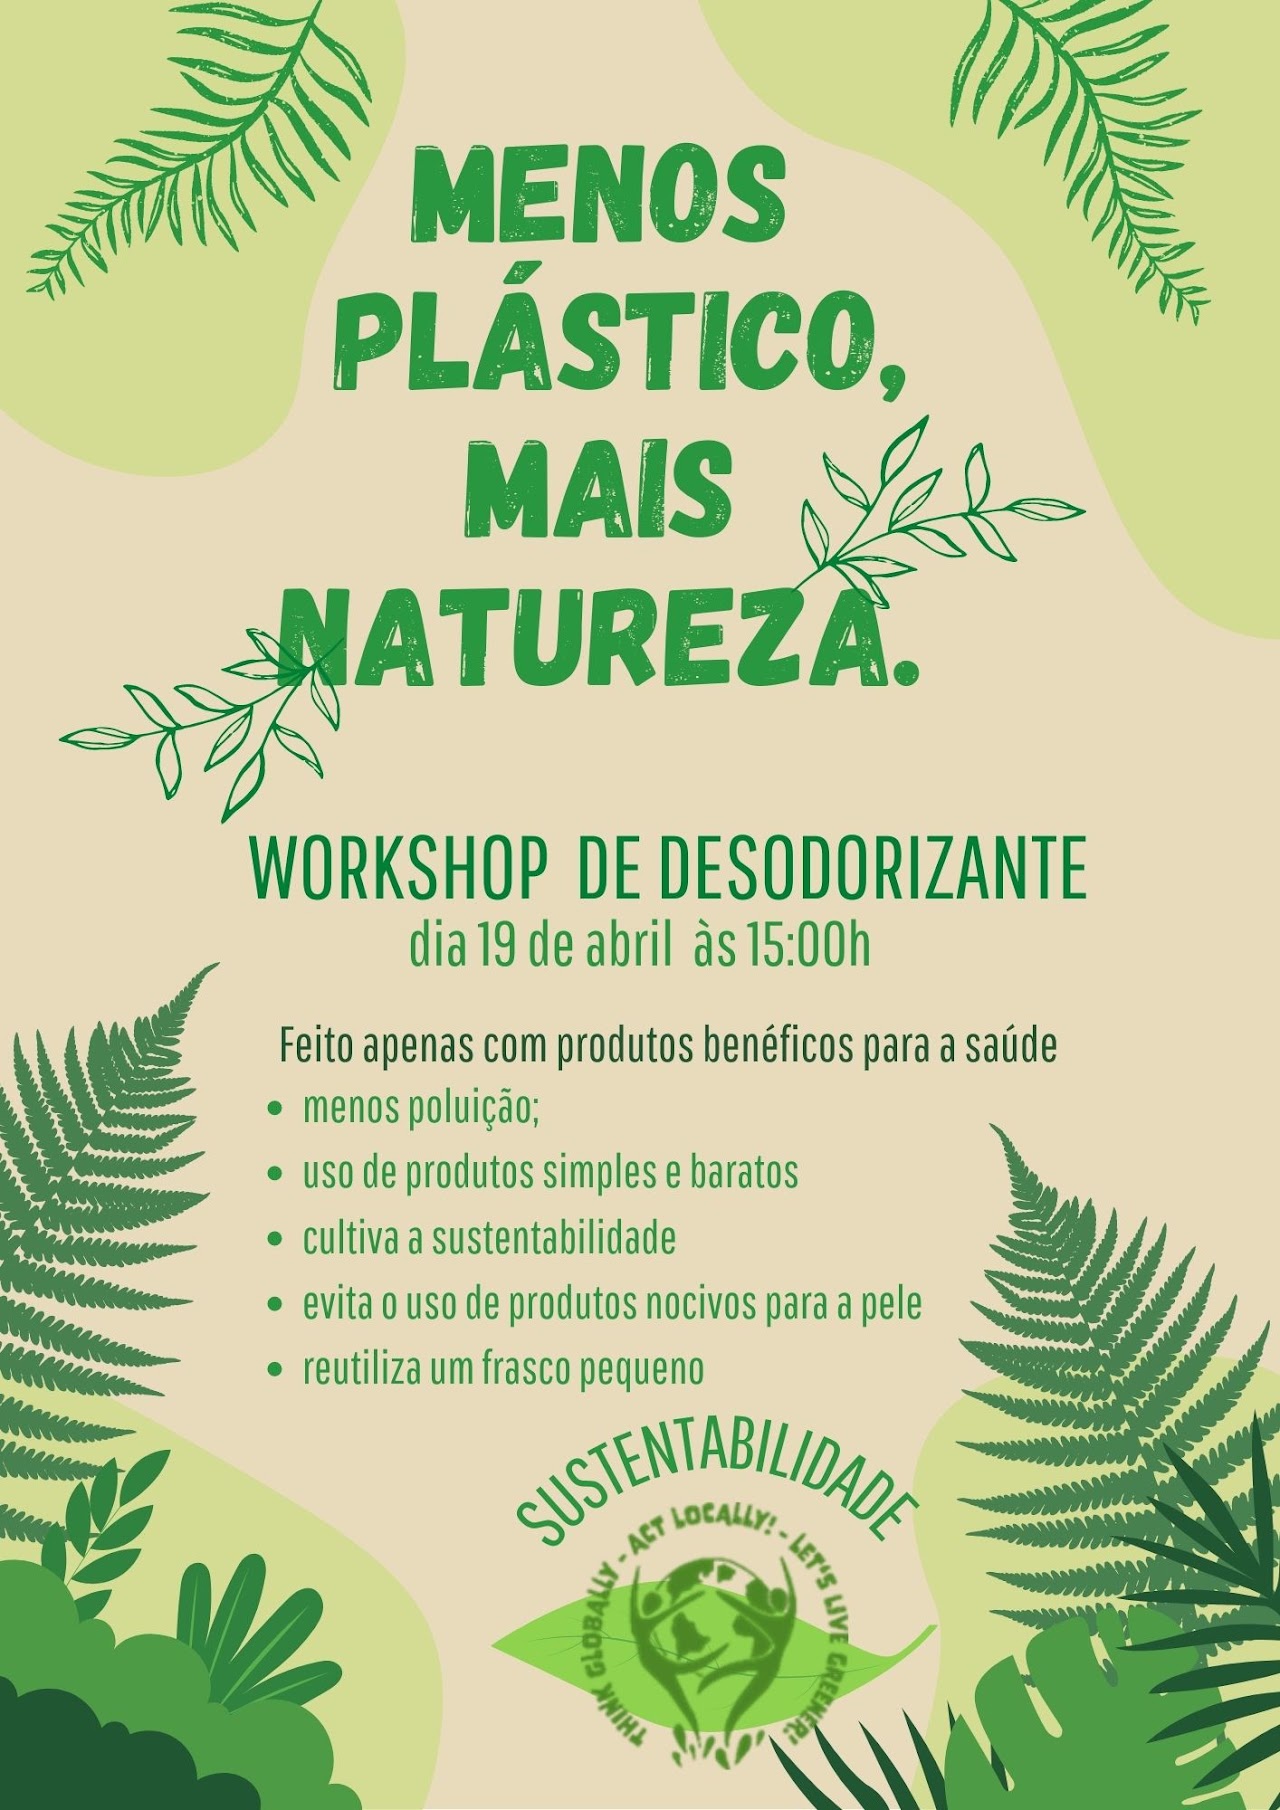 MENOS
PLÁSTICO,
MAIS
NATUREZA.
WORKSHOP DE DESODORIZANTE
dia 19 de abril às 15:00h
Feito apenas com produtos benéficos para a saúde
• menos poluição;
• uso de produtos simples e baratos
• cultiva a sustentabilidade
• evita o uso de produtos nocivos para a pele
• reutiliza um frasco pequeno
SUSTENTABILIDADE
THINK GLOBALLY - ACT LOCALLY! - LET'S LIVE GREENER!